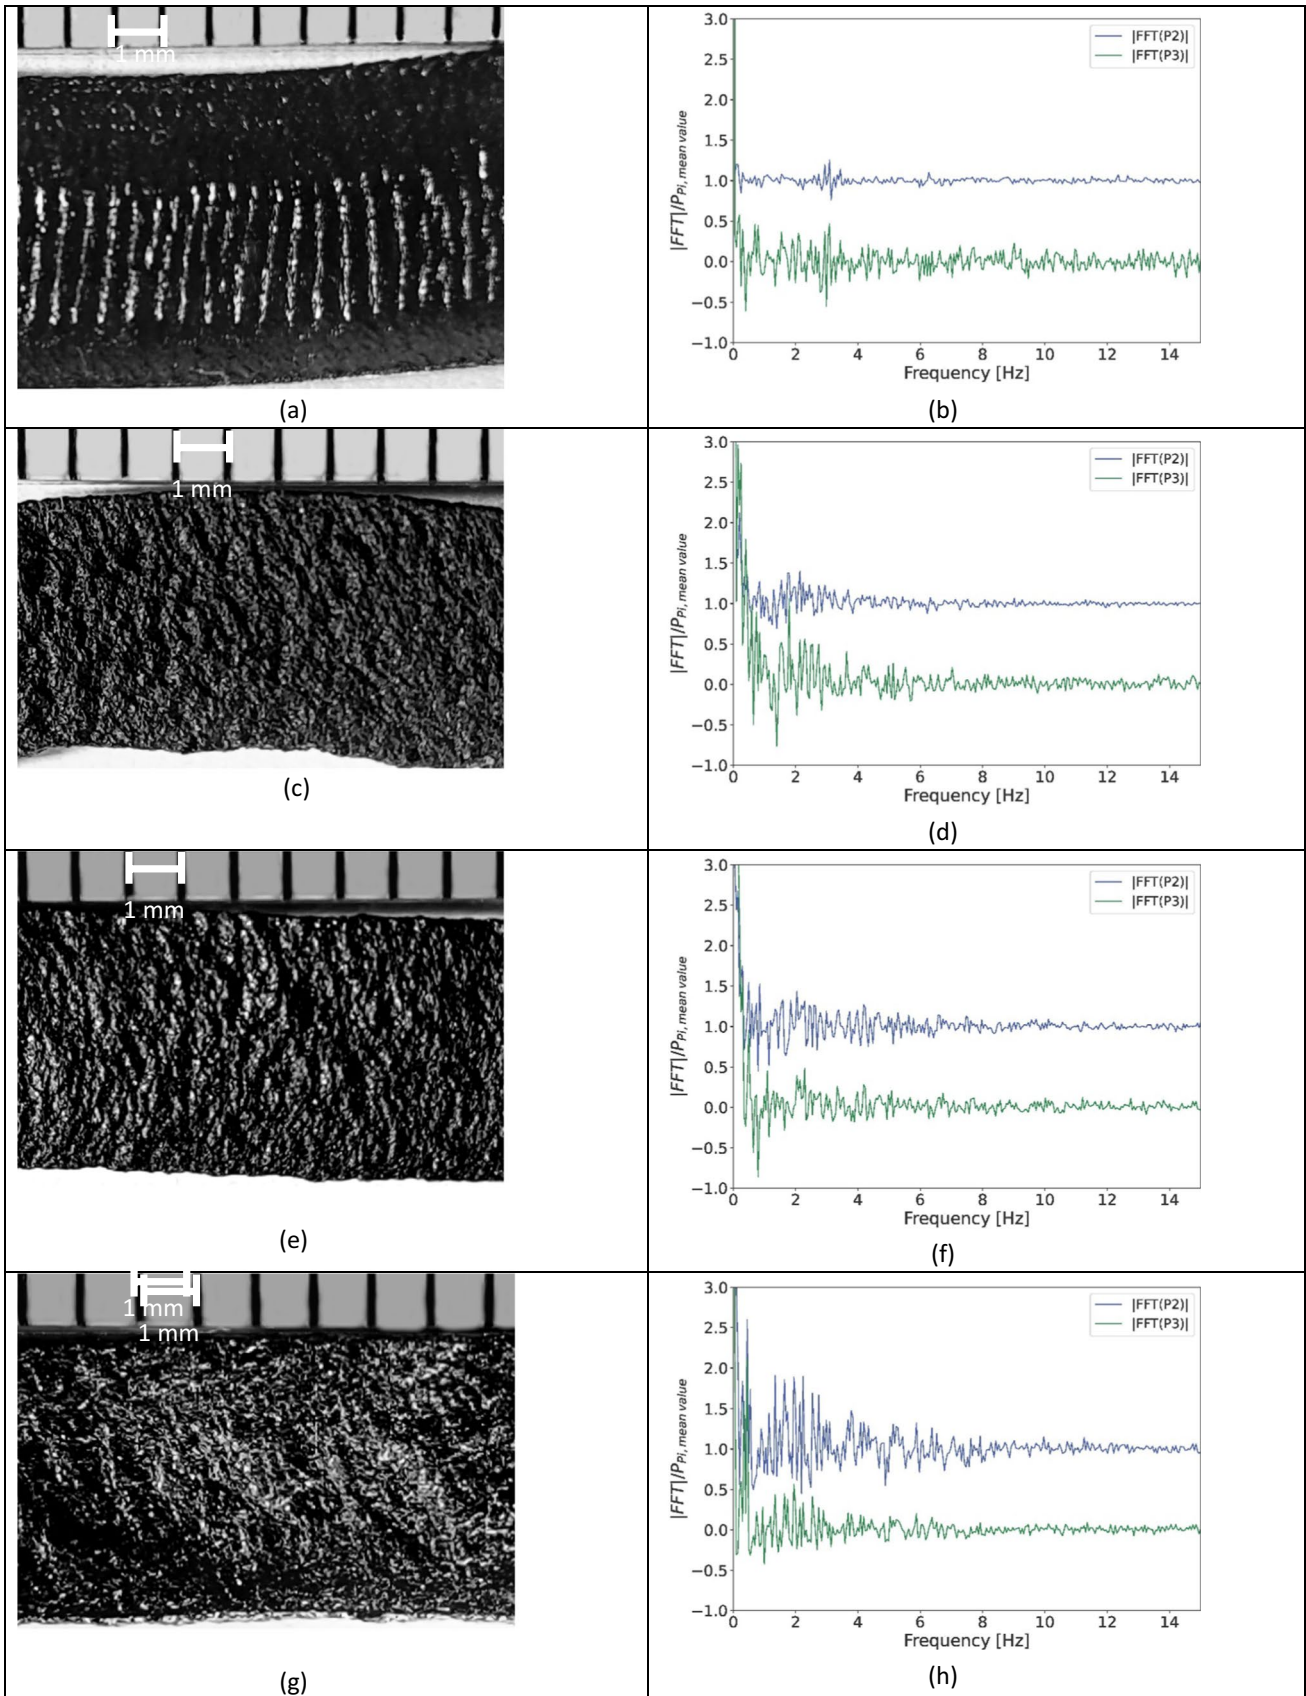 1 mm
3.0
2.5
2.0
1.5
1.0
0.5
0.0
−0.5
−1.0
|FFT|/P_Pi, mean value
|FFT(P2)|
|FFT(P3)|
0 2 4 6 8 10 12 14
Frequency [Hz]
(a)
(b)
1 mm
3.0
2.5
2.0
1.5
1.0
0.5
0.0
−0.5
−1.0
|FFT|/P_Pi, mean value
|FFT(P2)|
|FFT(P3)|
0 2 4 6 8 10 12 14
Frequency [Hz]
(c)
(d)
1 mm
3.0
2.5
2.0
1.5
1.0
0.5
0.0
−0.5
−1.0
|FFT|/P_Pi, mean value
|FFT(P2)|
|FFT(P3)|
0 2 4 6 8 10 12 14
Frequency [Hz]
(e)
(f)
1 mm
1 mm
3.0
2.5
2.0
1.5
1.0
0.5
0.0
−0.5
−1.0
|FFT|/P_Pi, mean value
|FFT(P2)|
|FFT(P3)|
0 2 4 6 8 10 12 14
Frequency [Hz]
(g)
(h)